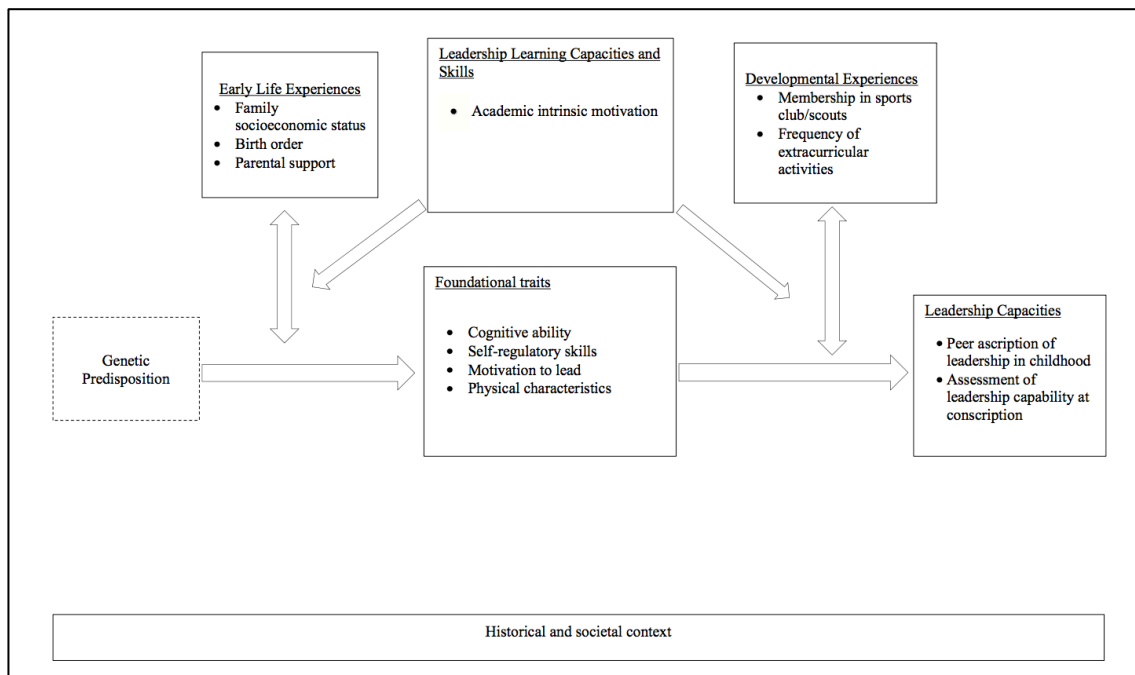 Early Life Experiences
• Family
socioeconomic status
• Birth order
• Parental support
Leadership Learning Capacities and
Skills
• Academic intrinsic motivation
Developmental Experiences
• Membership in sports
club/scouts
• Frequency of
extracurricular
activities
Genetic
Predisposition
Foundational traits
• Cognitive ability
• Self-regulatory skills
• Motivation to lead
• Physical characteristics
Leadership Capacities
• Peer ascription of
leadership in childhood
• Assessment of
leadership capability at
conscription
Historical and societal context